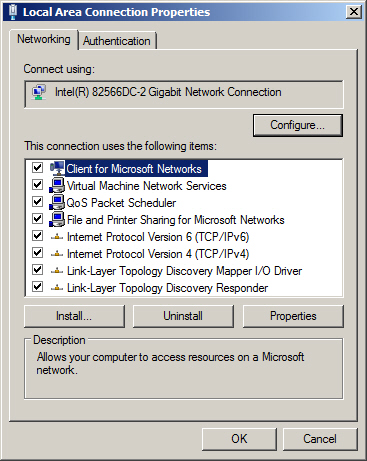 Local Area Connection Properties
Networking
Authentication
Connect using:
Intel(R) 82566DC-2 Gigabit Network Connection
Configure...
This connection uses the following items:
Client for Microsoft Networks
Virtual Machine Network Services
QoS Packet Scheduler
File and Printer Sharing for Microsoft Networks
Internet Protocol Version 6 (TCP/IPv6)
Internet Protocol Version 4 (TCP/IPv4)
Link-Layer Topology Discovery Mapper I/O Driver
Link-Layer Topology Discovery Responder
Install...
Uninstall
Properties
Description
Allows your computer to access resources on a Microsoft
network.
OK
Cancel